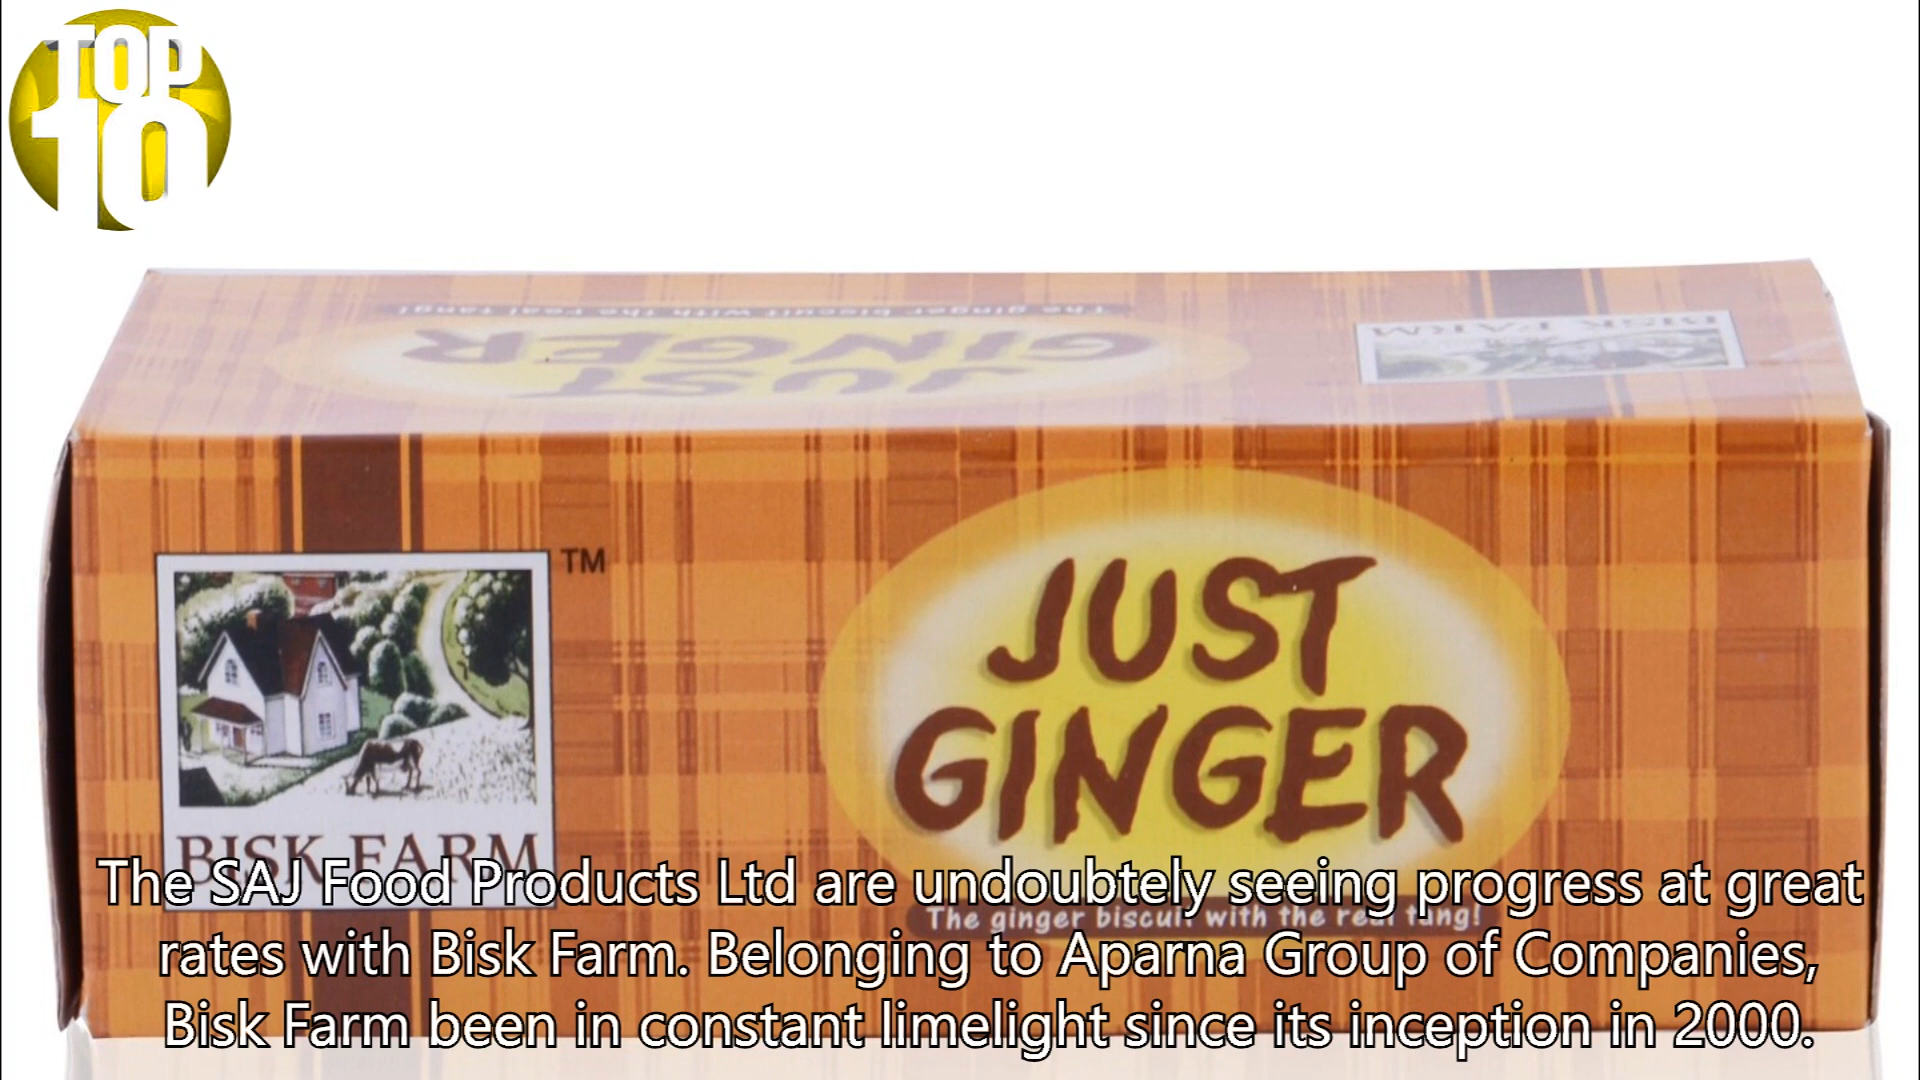 TOP
10
The ginger biscuit with the real tang!
JUST
GINGER
BISK FARM
TM
JUST
GINGER
BISK FARM
The ginger biscuit with the real tang!
The SAJ Food Products Ltd are undoubtely seeing progress at great
rates with Bisk Farm. Belonging to Aparna Group of Companies,
Bisk Farm been in constant limelight since its inception in 2000.